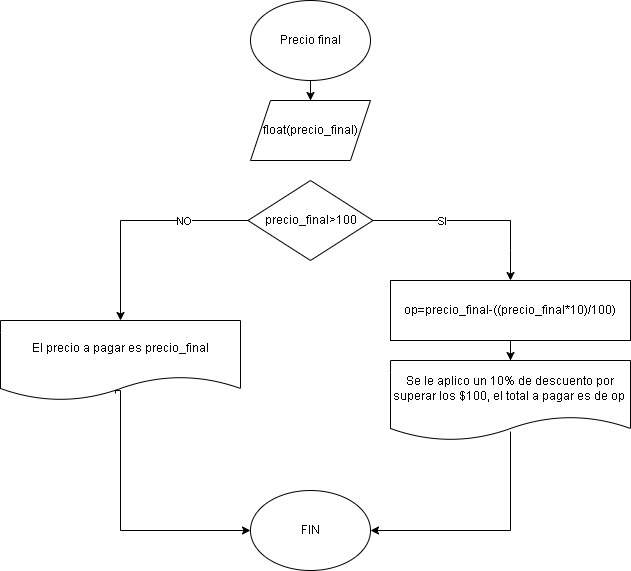 Precio final
float(precio_final)
precio_final>100
NO
SI
op=precio_final-((precio_final*10)/100)
El precio a pagar es precio_final
Se le aplico un 10% de descuento por
superar los $100, el total a pagar es de op
FIN